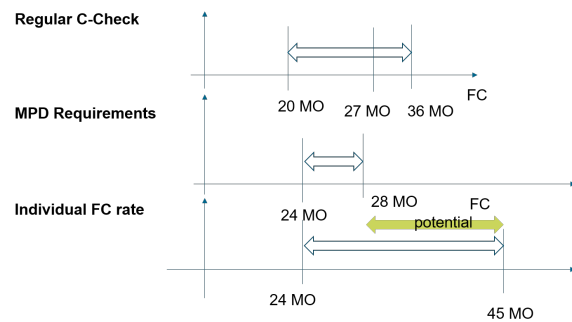 Regular C-Check
FC
20 MO 27 MO 36 MO
MPD Requirements
28 MO FC
Individual FC rate
24 MO
potential
24 MO
45 MO